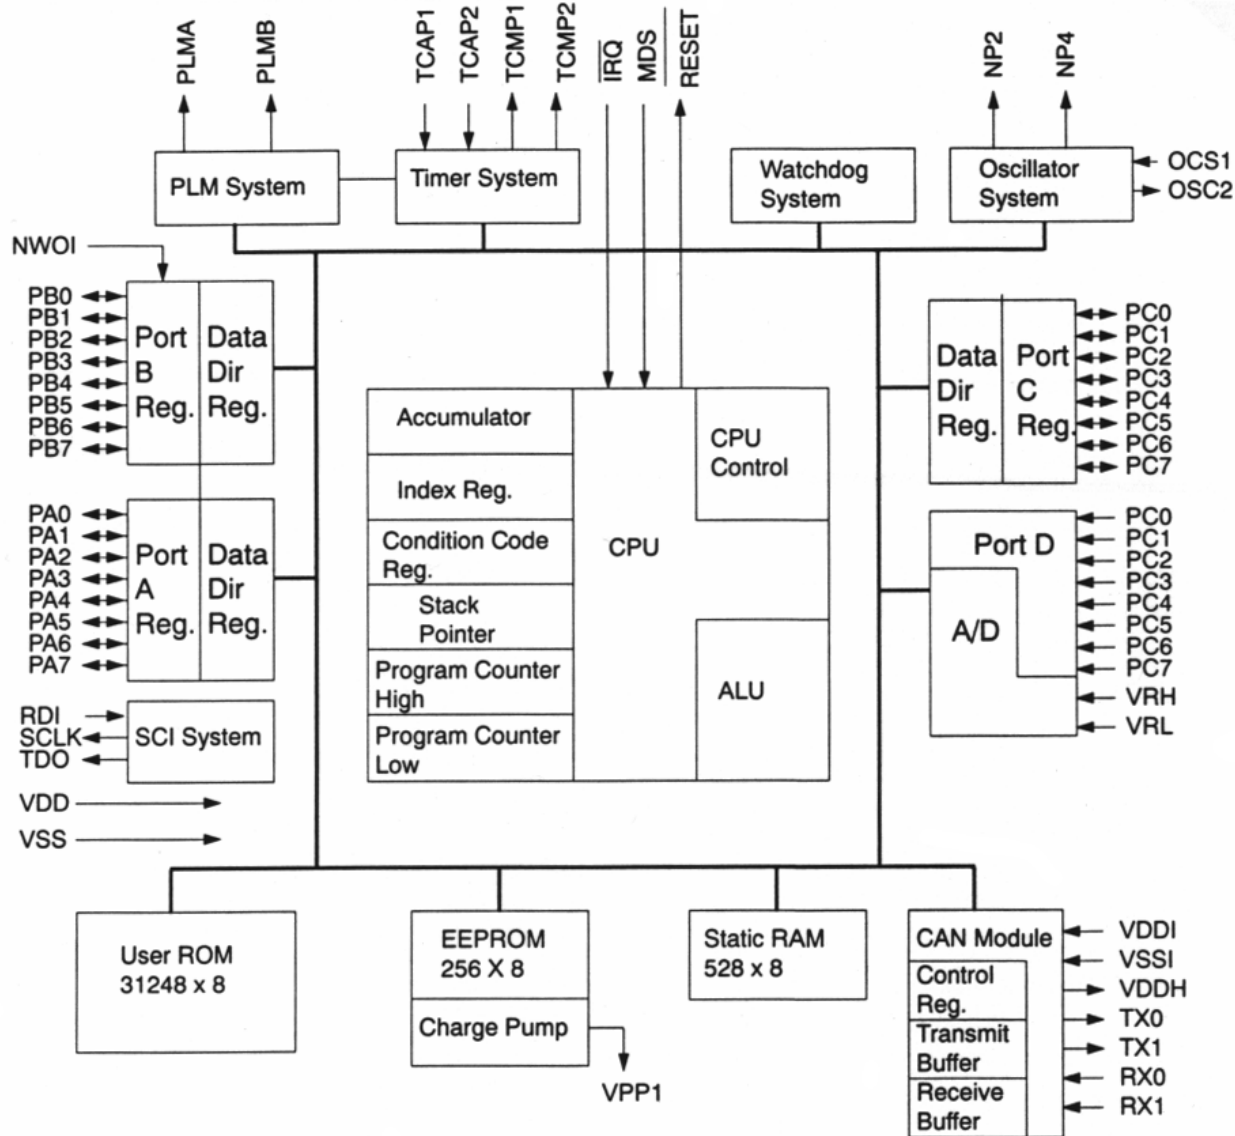 PLMA
PLMB
TCAP1
TCAP2
TCMP1
TCMP2
IRQ
MDS
RESET
NP2
NP4
PLM System
Timer System
Watchdog
System
Oscillator
System
OCS1
OSC2
NWOI
PB0
PB1
PB2
PB3
PB4
PB5
PB6
PB7
Port
B
Reg.
Data
Dir
Reg.
PA0
PA1
PA2
PA3
PA4
PA5
PA6
PA7
Port
A
Reg.
Data
Dir
Reg.
RDI
SCLK
TDO
SCI System
VDD
VSS
Accumulator
Index Reg.
Condition Code
Reg.
Stack
Pointer
Program Counter
High
Program Counter
Low
CPU
CPU
Control
ALU
Data
Dir
Reg.
Port
C
Reg.
PC0
PC1
PC2
PC3
PC4
PC5
PC6
PC7
Port D
A/D
PC0
PC1
PC2
PC3
PC4
PC5
PC6
PC7
VRH
VRL
User ROM
31248 x 8
EEPROM
256 X 8
Charge Pump
VPP1
Static RAM
528 x 8
CAN Module
Control
Reg.
Transmit
Buffer
Receive
Buffer
VDDI
VSSI
VDDH
TX0
TX1
RX0
RX1